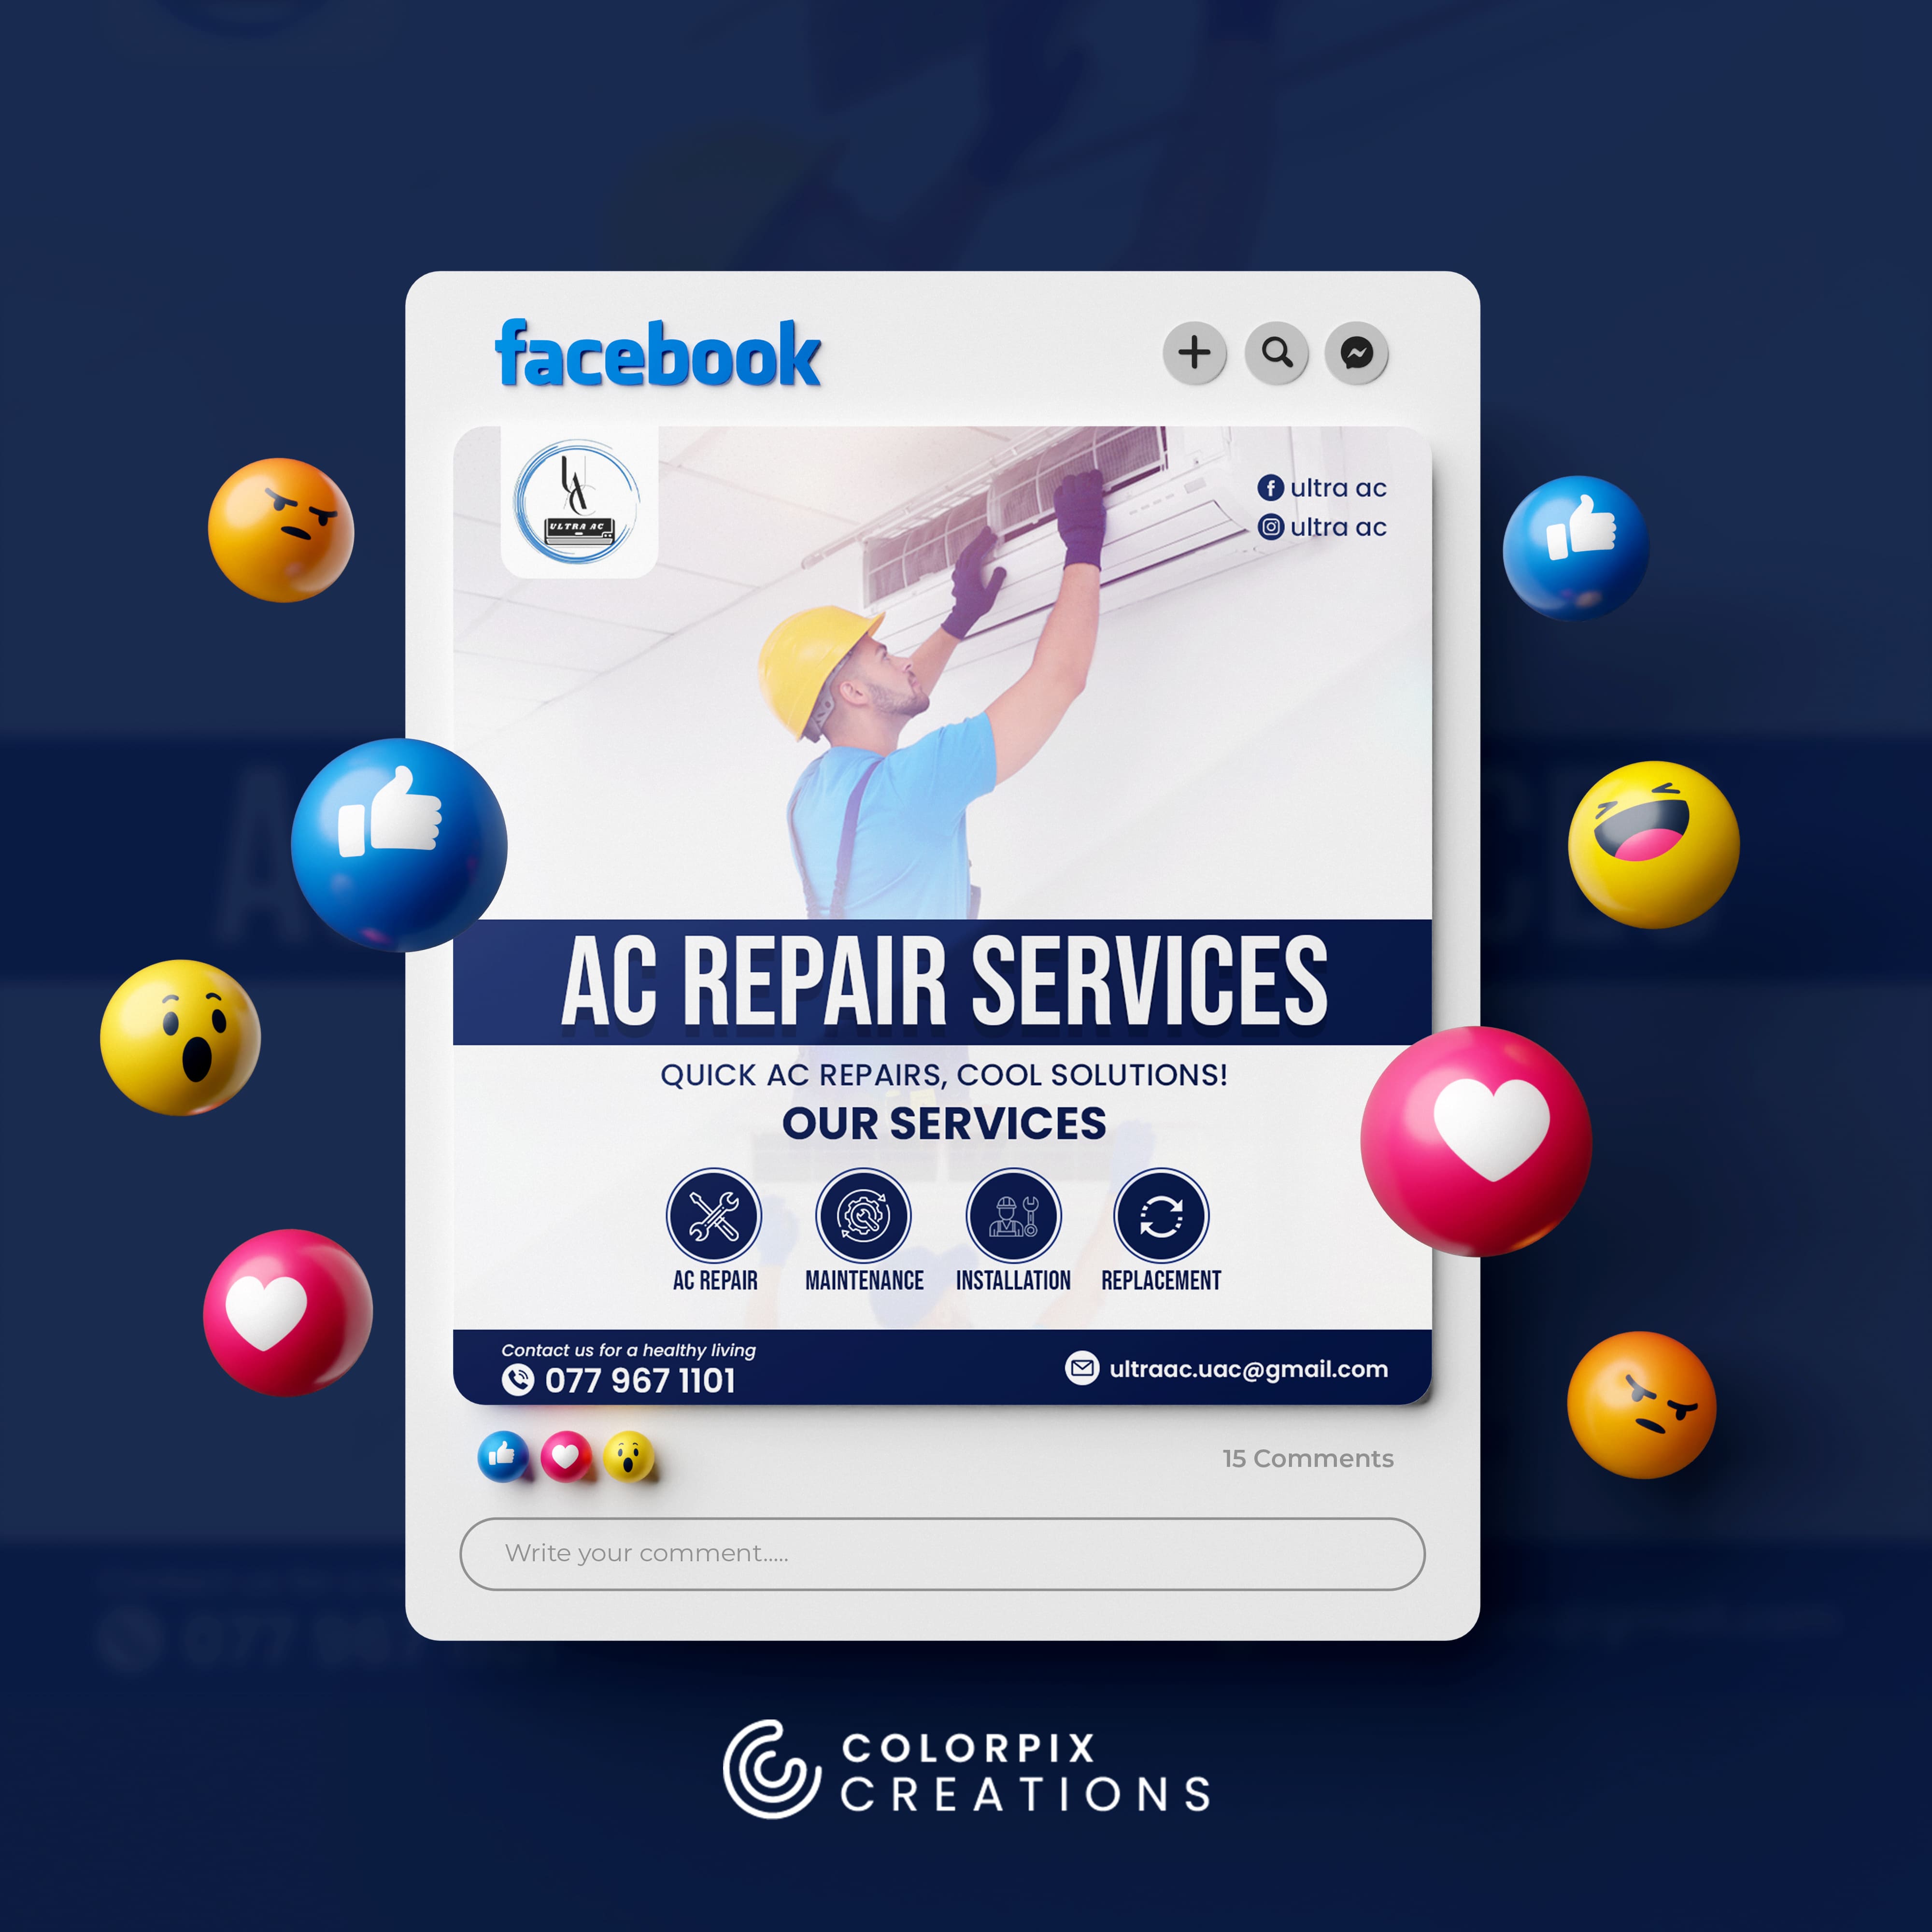 facebook
ULTRA AC
ultra ac
ultra ac
AC REPAIR SERVICES
QUICK AC REPAIRS, COOL SOLUTIONS!
OUR SERVICES
AC REPAIR
MAINTENANCE
INSTALLATION
REPLACEMENT
Contact us for a healthy living
077 967 1101
ultraac.uac@gmail.com
15 Comments
Write your comment.....
COLORPIX
CREATIONS